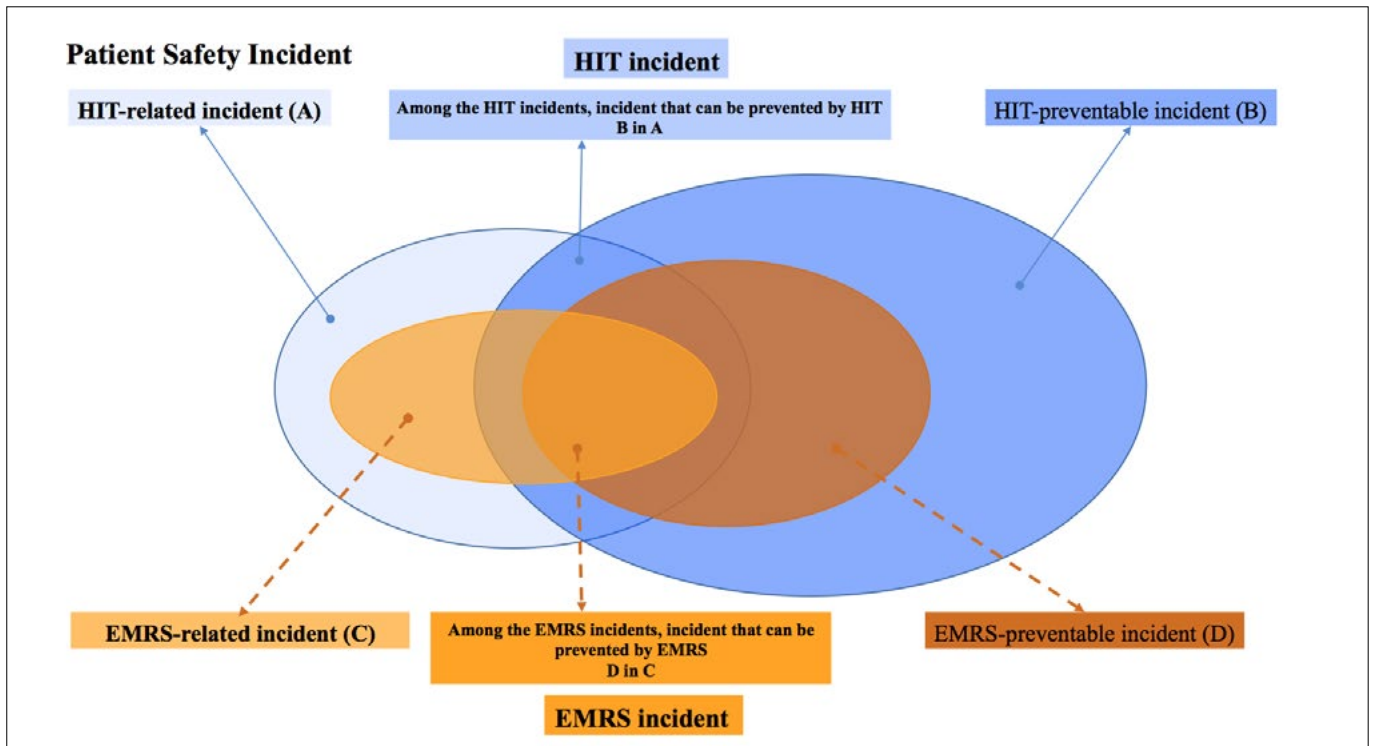 Patient Safety Incident
HIT incident
HIT-related incident (A)
Among the HIT incidents, incident that can be prevented by HIT
B in A
HIT-preventable incident (B)
EMRS-related incident (C)
Among the EMRS incidents, incident that can be
prevented by EMRS
D in C
EMRS-preventable incident (D)
EMRS incident